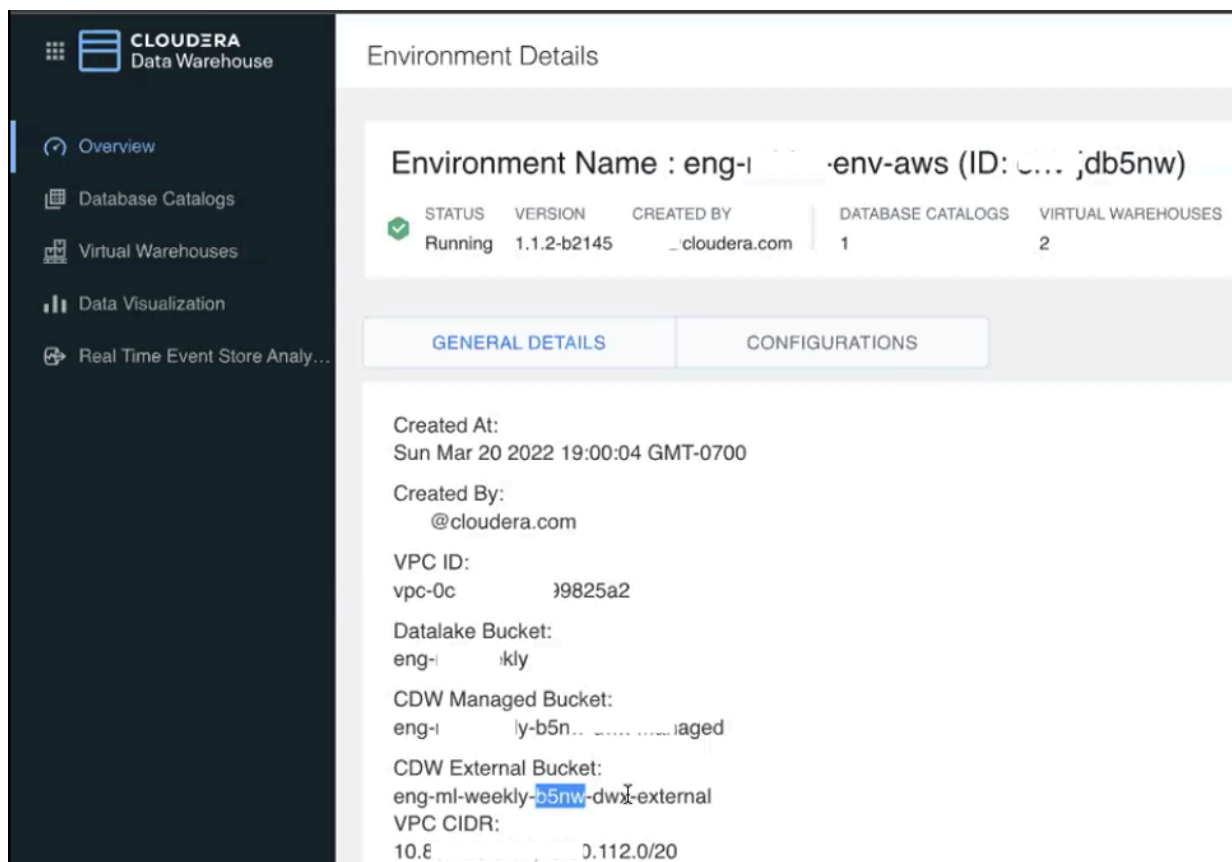 CLOUDERA
Data Warehouse
Overview
Database Catalogs
Virtual Warehouses
Data Visualization
Real Time Event Store Analy...
Environment Details
Environment Name : eng- -env-aws (ID: db5nw)
STATUS VERSION CREATED BY DATABASE CATALOGS VIRTUAL WAREHOUSES
Running 1.1.2-b2145 cloudera.com 1 2
GENERAL DETAILS CONFIGURATIONS
Created At:
Sun Mar 20 2022 19:00:04 GMT-0700
Created By:
@cloudera.com
VPC ID:
vpc-0c 99825a2
Datalake Bucket:
eng- kly
CDW Managed Bucket:
eng- y-b5n aged
CDW External Bucket:
eng-ml-weekly-b5nw-dwx-external
VPC CIDR:
10.8 0.112.0/20